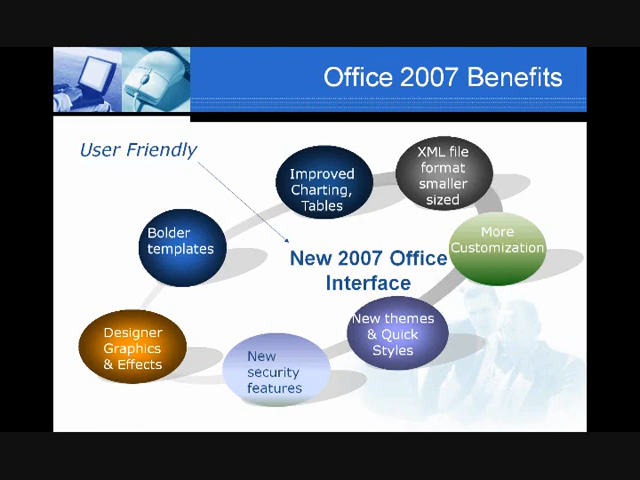 Office 2007 Benefits
User Friendly
Improved
Charting,
Tables
XML file
format
smaller
sized
Bolder
templates
More
Customization
New 2007 Office
Interface
Designer
Graphics
& Effects
New
security
features
New themes
& Quick
Styles